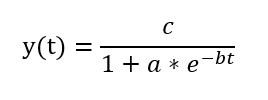 y(t) = c / (1 + a * e^{-bt})